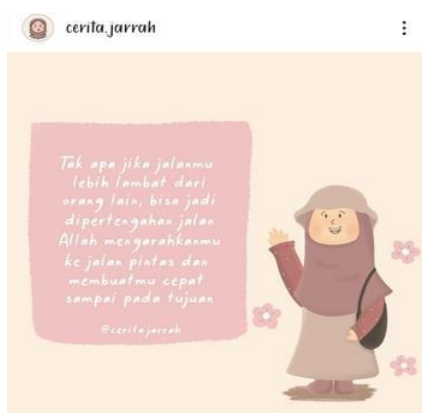 cerita.jarrah
Tak apa jika jalanmu
lebih lambat dari
orang lain, bisa jadi
dipertengahan jalan
Allah mengarahkanmu
ke jalan pintas dan
membuatmu cepat
sampai pada tujuan
@ceritajarrah